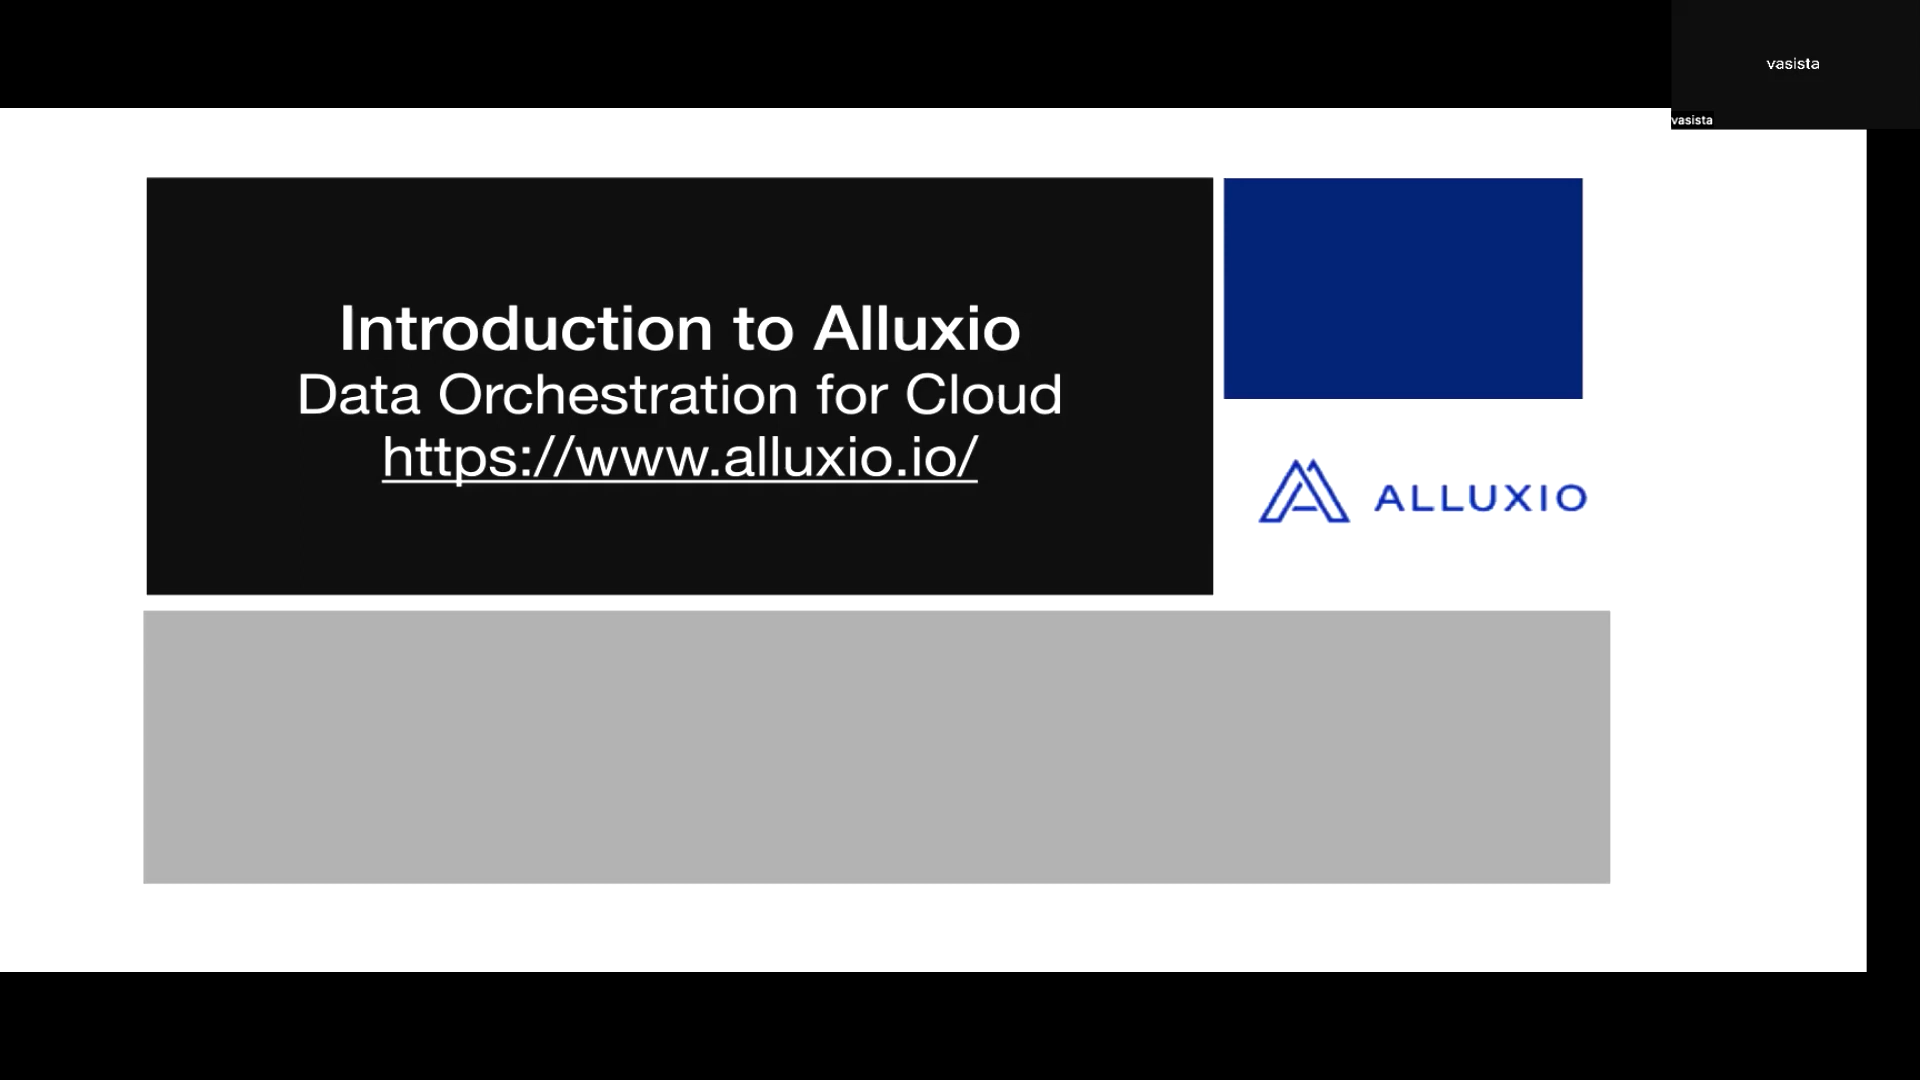 vasista
vasista
Introduction to Alluxio
Data Orchestration for Cloud
https://www.alluxio.io/
ALLUXIO